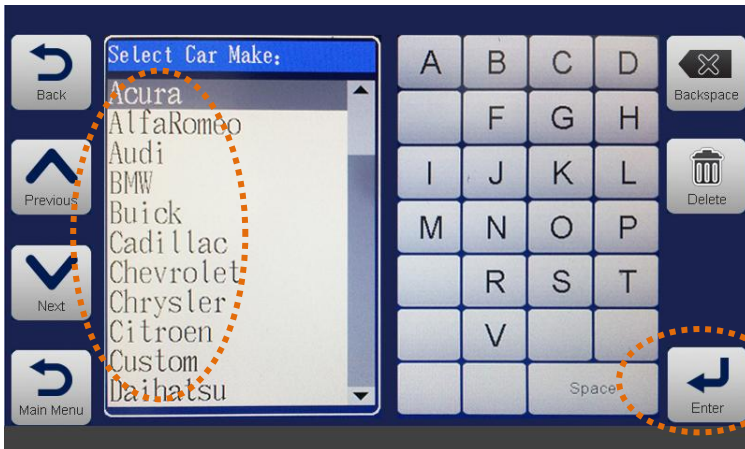 Back
Previous
Next
Main Menu
Select Car Make:
Acura
AlfaRomeo
Audi
BMW
Buick
Cadillac
Chevrolet
Chrysler
Citroen
Custom
Daihatsu
A B C D
F G H
I J K L
M N O P
R S T
V
Space
Backspace
Delete
Enter